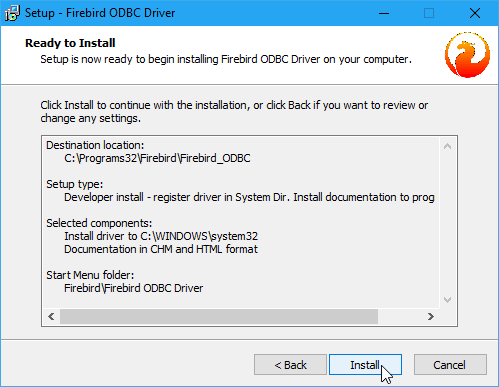 Setup - Firebird ODBC Driver
Ready to Install
Setup is now ready to begin installing Firebird ODBC Driver on your computer.
Click Install to continue with the installation, or click Back if you want to review or
change any settings.
Destination location:
C:\Programs32\Firebird\Firebird_ODBC
Setup type:
Developer install - register driver in System Dir. Install documentation to prog
Selected components:
Install driver to C:\WINDOWS\system32
Documentation in CHM and HTML format
Start Menu folder:
Firebird\Firebird ODBC Driver
< Back
Install
Cancel